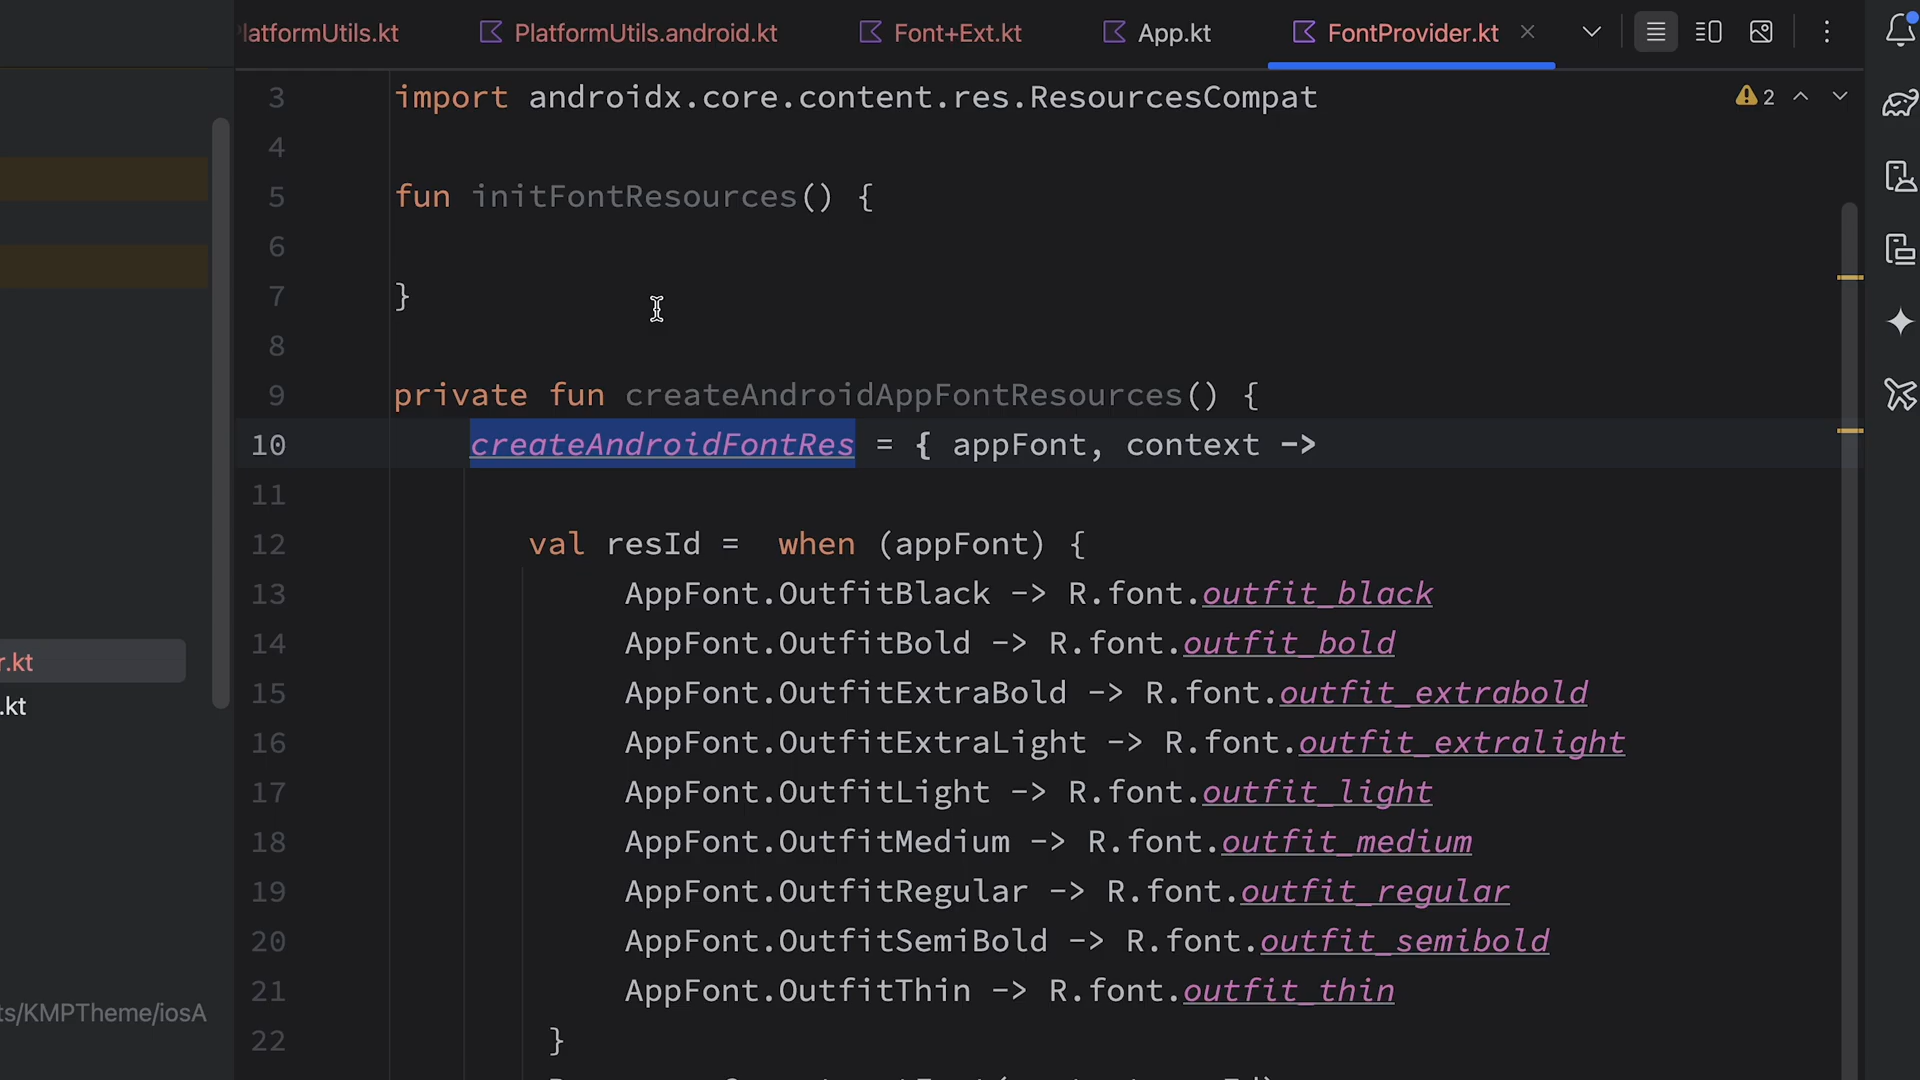 latformUtils.kt PlatformUtils.android.kt Font+Ext.kt App.kt FontProvider.kt
3 import androidx.core.content.res.ResourcesCompat
2
4
5 fun initFontResources() {
6
7 }
8
9 private fun createAndroidAppFontResources() {
10 createAndroidFontRes = { appFont, context ->
11
12 val resId = when (appFont) {
13 AppFont.OutfitBlack -> R.font.outfit_black
14 AppFont.OutfitBold -> R.font.outfit_bold
15 AppFont.OutfitExtraBold -> R.font.outfit_extrabold
16 AppFont.OutfitExtraLight -> R.font.outfit_extralight
17 AppFont.OutfitLight -> R.font.outfit_light
18 AppFont.OutfitMedium -> R.font.outfit_medium
19 AppFont.OutfitRegular -> R.font.outfit_regular
20 AppFont.OutfitSemiBold -> R.font.outfit_semibold
21 AppFont.OutfitThin -> R.font.outfit_thin
22 }
r.kt
.kt
ts/KMPTheme/iosA